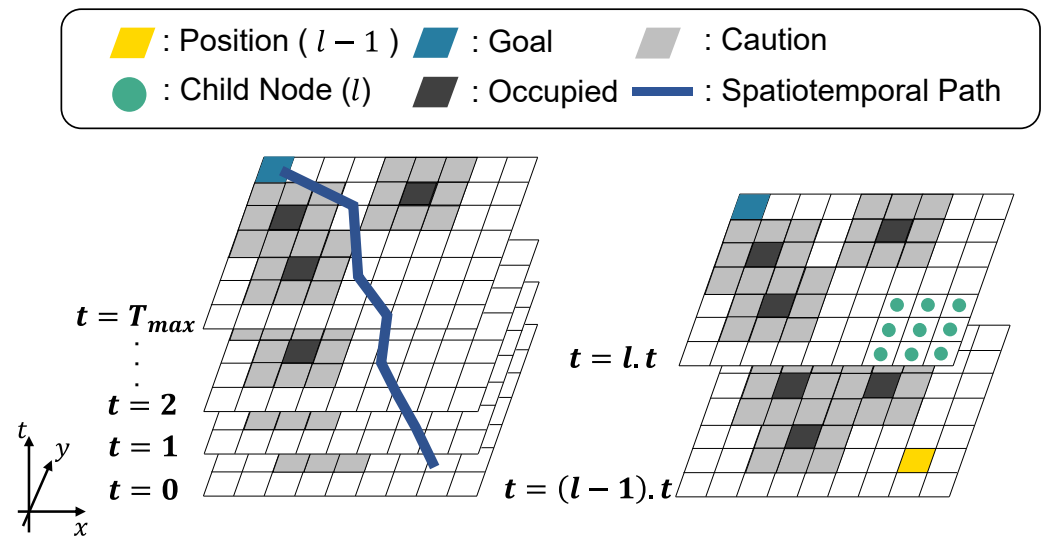 : Position ( l − 1 ) : Goal : Caution
: Child Node (l) : Occupied : Spatiotemporal Path
t = T_max
⋮
t = 2
t = 1
t = 0
t
y
x
t = l. t
t = (l − 1). t